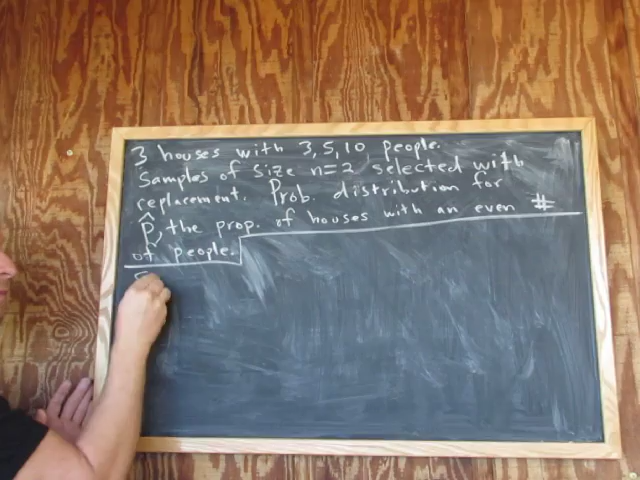 3 houses with 3, 5, 10 people.
Samples of size n=2 selected with
replacement. Prob. distribution for
p̂, the prop. of houses with an even #
of people.